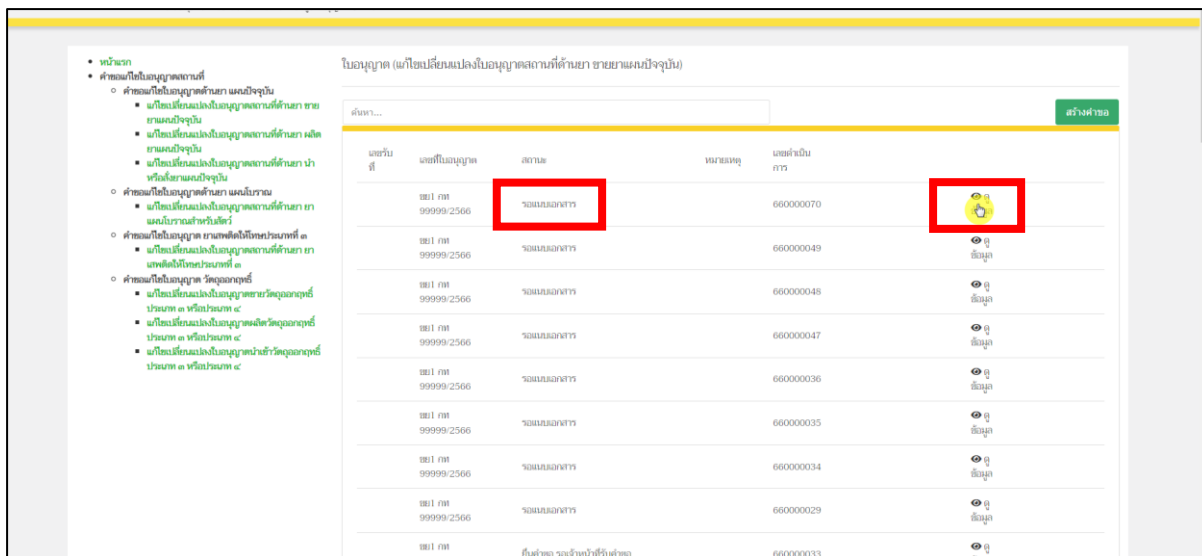 หน้าแรก
คำขอแก้ไขใบอนุญาตสถานที่
คำขอแก้ไขใบอนุญาตด้านยา แผนปัจจุบัน
แก้ไขเปลี่ยนแปลงใบอนุญาตสถานที่ด้านยา ขาย
ยาแผนปัจจุบัน
แก้ไขเปลี่ยนแปลงใบอนุญาตสถานที่ด้านยา ผลิต
ยาแผนปัจจุบัน
แก้ไขเปลี่ยนแปลงใบอนุญาตสถานที่ด้านยา นำ
หรือสั่งยาแผนปัจจุบัน
คำขอแก้ไขใบอนุญาตด้านยา แผนโบราณ
แก้ไขเปลี่ยนแปลงใบอนุญาตสถานที่ด้านยา ยา
แผนโบราณสำหรับสัตว์
คำขอแก้ไขใบอนุญาต ยาเสพติดให้โทษประเภทที่ ๓
แก้ไขเปลี่ยนแปลงใบอนุญาตสถานที่ด้านยา ยา
เสพติดให้โทษประเภทที่ ๓
คำขอแก้ไขใบอนุญาต วัตถุออกฤทธิ์
แก้ไขเปลี่ยนแปลงใบอนุญาตขายวัตถุออกฤทธิ์
ประเภท ๓ หรือประเภท ๔
แก้ไขเปลี่ยนแปลงใบอนุญาตผลิตวัตถุออกฤทธิ์
ประเภท ๓ หรือประเภท ๔
แก้ไขเปลี่ยนแปลงใบอนุญาตนำเข้าวัตถุออกฤทธิ์
ประเภท ๓ หรือประเภท ๔
ใบอนุญาต (แก้ไขเปลี่ยนแปลงใบอนุญาตสถานที่ด้านยา ขายยาแผนปัจจุบัน)
ค้นหา... สร้างคำขอ
เลขรับ เลขที่ใบอนุญาต สถานะ หมายเหตุ เลขดำเนิน
ที่ การ
ขย1 กท รอแนบเอกสาร 660000070 ดู
99999/2566
ขย1 กท รอแนบเอกสาร 660000049 ดู
99999/2566 ข้อมูล
ขย1 กท รอแนบเอกสาร 660000048 ดู
99999/2566 ข้อมูล
ขย1 กท รอแนบเอกสาร 660000047 ดู
99999/2566 ข้อมูล
ขย1 กท รอแนบเอกสาร 660000036 ดู
99999/2566 ข้อมูล
ขย1 กท รอแนบเอกสาร 660000035 ดู
99999/2566 ข้อมูล
ขย1 กท รอแนบเอกสาร 660000034 ดู
99999/2566 ข้อมูล
ขย1 กท รอแนบเอกสาร 660000029 ดู
99999/2566 ข้อมูล
ขย1 กท ยื่นคำขอ รอเจ้าหน้าที่รับคำขอ 660000033 ดู